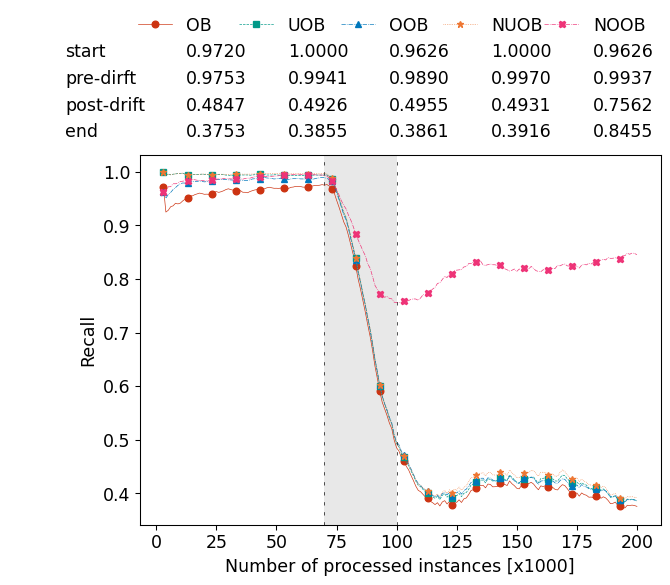 OB UOB OOB NUOB NOOB
start 0.9720 1.0000 0.9626 1.0000 0.9626
pre-dirft 0.9753 0.9941 0.9890 0.9970 0.9937
post-drift 0.4847 0.4926 0.4955 0.4931 0.7562
end 0.3753 0.3855 0.3861 0.3916 0.8455
1.0
0.9
0.8
0.7
0.6
0.5
0.4
Recall
0 25 50 75 100 125 150 175 200
Number of processed instances [x1000]